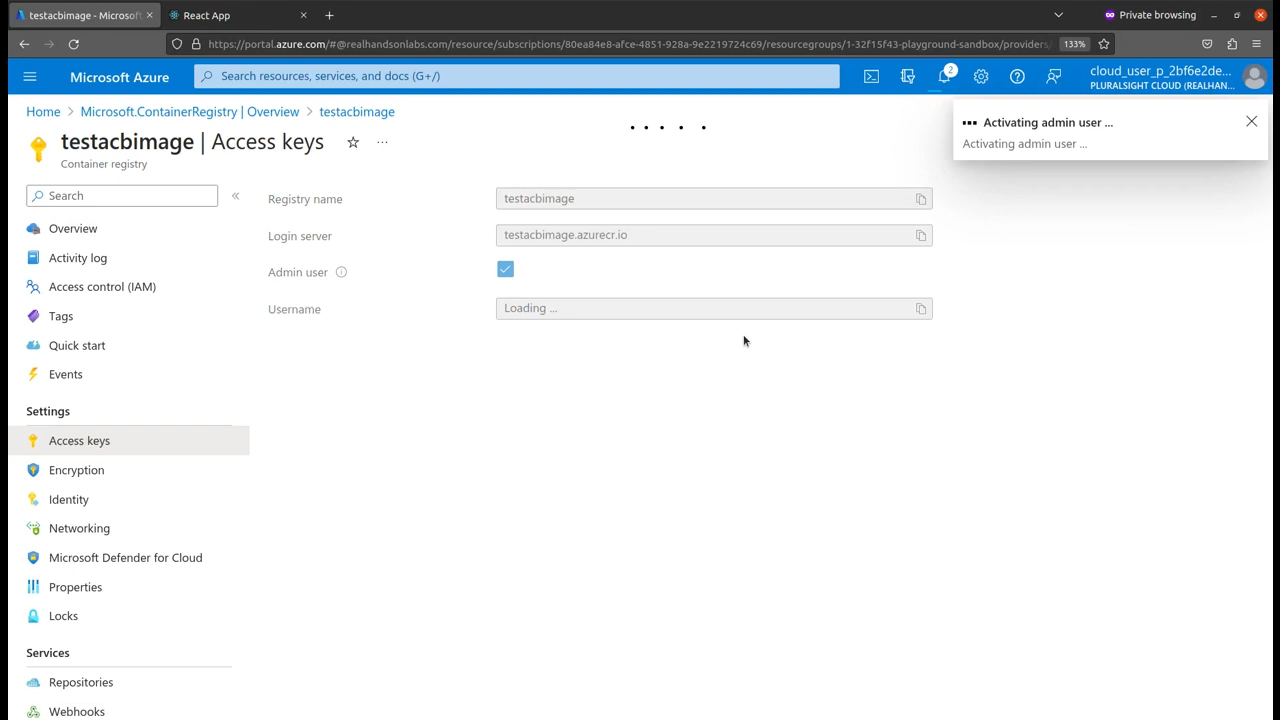 testacbimage - Microsof
React App
Private browsing
https://portal.azure.com/#@realhandsonlabs.com/resource/subscriptions/80ea84e8-afce-4851-928a-9e2219724c69/resourcegroups/1-32f15f43-playground-sandbox/providers/
133%
Microsoft Azure
Search resources, services, and docs (G+/)
2
cloud_user_p_2bf6e2de...
PLURALSIGHT CLOUD (REALHAN...
Home > Microsoft.ContainerRegistry | Overview > testacbimage
testacbimage | Access keys
Container registry
Activating admin user ...
Activating admin user ...
Search
Overview
Activity log
Access control (IAM)
Tags
Quick start
Events
Settings
Access keys
Encryption
Identity
Networking
Microsoft Defender for Cloud
Properties
Locks
Services
Repositories
Webhooks
Registry name
testacbimage
Login server
testacbimage.azurecr.io
Admin user
Username
Loading ...